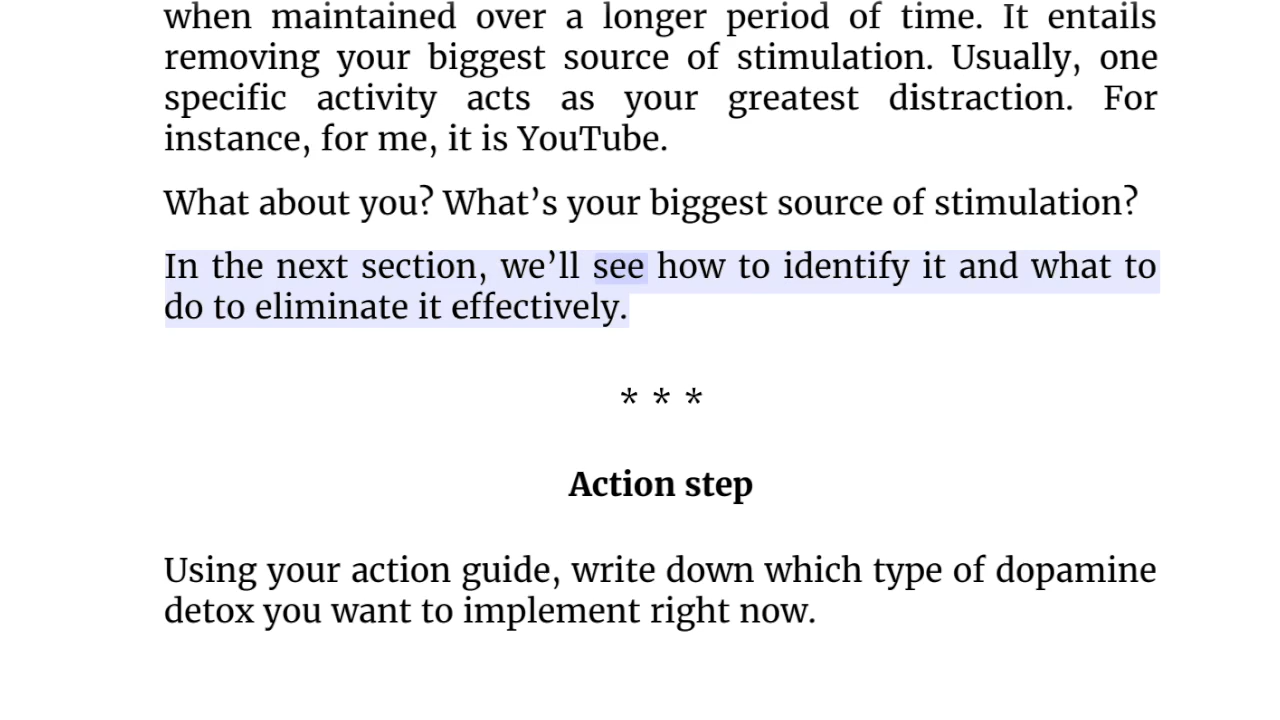 when maintained over a longer period of time. It entails
removing your biggest source of stimulation. Usually, one
specific activity acts as your greatest distraction. For
instance, for me, it is YouTube.
What about you? What’s your biggest source of stimulation?
In the next section, we’ll see how to identify it and what to
do to eliminate it effectively.
* * *
Action step
Using your action guide, write down which type of dopamine
detox you want to implement right now.